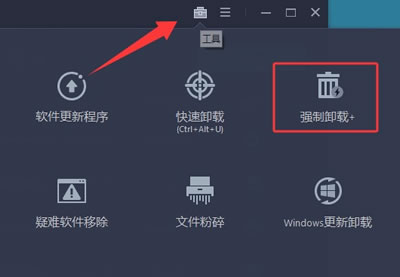 工具
软件更新程序
快速卸载
(Ctrl+Alt+U)
强制卸载+
疑难软件移除
文件粉碎
Windows更新卸载